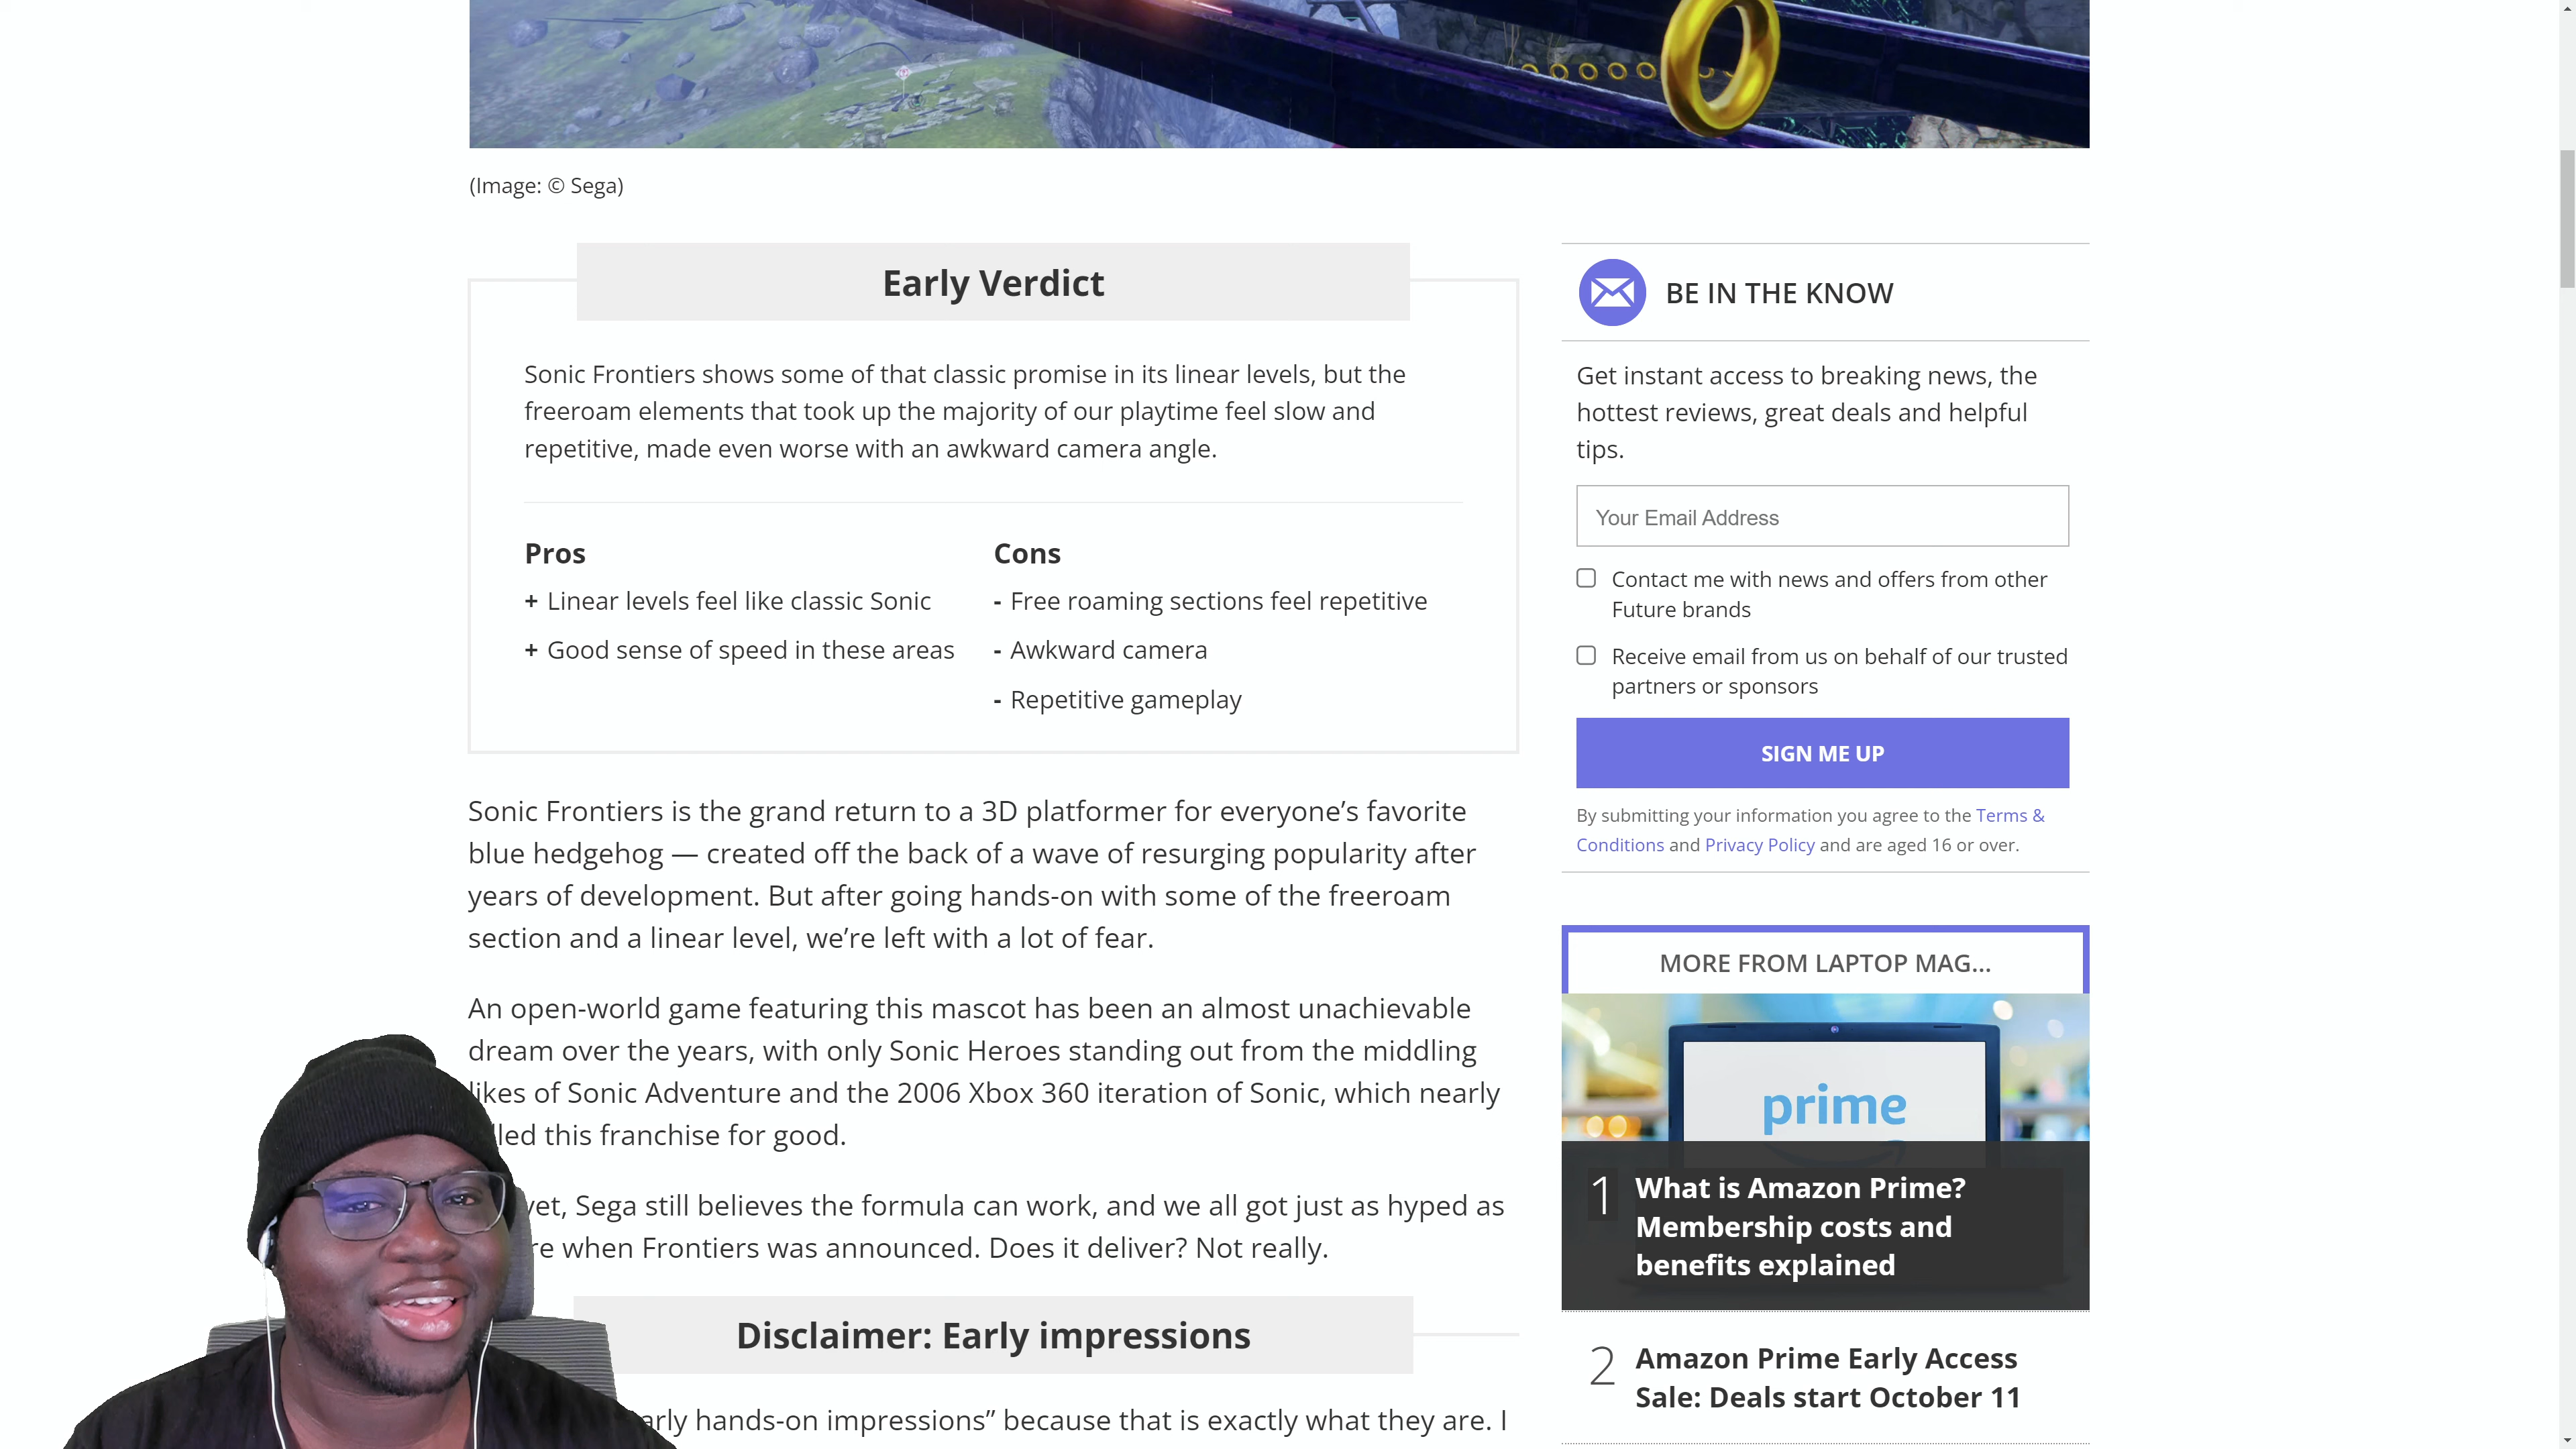 (Image: © Sega)
Early Verdict
Sonic Frontiers shows some of that classic promise in its linear levels, but the
freeroam elements that took up the majority of our playtime feel slow and
repetitive, made even worse with an awkward camera angle.
Pros
+ Linear levels feel like classic Sonic
+ Good sense of speed in these areas
Cons
- Free roaming sections feel repetitive
- Awkward camera
- Repetitive gameplay
Sonic Frontiers is the grand return to a 3D platformer for everyone’s favorite
blue hedgehog — created off the back of a wave of resurging popularity after
years of development. But after going hands-on with some of the freeroam
section and a linear level, we’re left with a lot of fear.
An open-world game featuring this mascot has been an almost unachievable
dream over the years, with only Sonic Heroes standing out from the middling
likes of Sonic Adventure and the 2006 Xbox 360 iteration of Sonic, which nearly
this franchise for good.
yet, Sega still believes the formula can work, and we all got just as hyped as
when Frontiers was announced. Does it deliver? Not really.
Disclaimer: Early impressions
hands-on impressions” because that is exactly what they are. I
BE IN THE KNOW
Get instant access to breaking news, the
hottest reviews, great deals and helpful
tips.
Your Email Address
Contact me with news and offers from other
Future brands
Receive email from us on behalf of our trusted
partners or sponsors
SIGN ME UP
By submitting your information you agree to the Terms &
Conditions and Privacy Policy and are aged 16 or over.
MORE FROM LAPTOP MAG...
prime
1 What is Amazon Prime?
Membership costs and
benefits explained
2 Amazon Prime Early Access
Sale: Deals start October 11